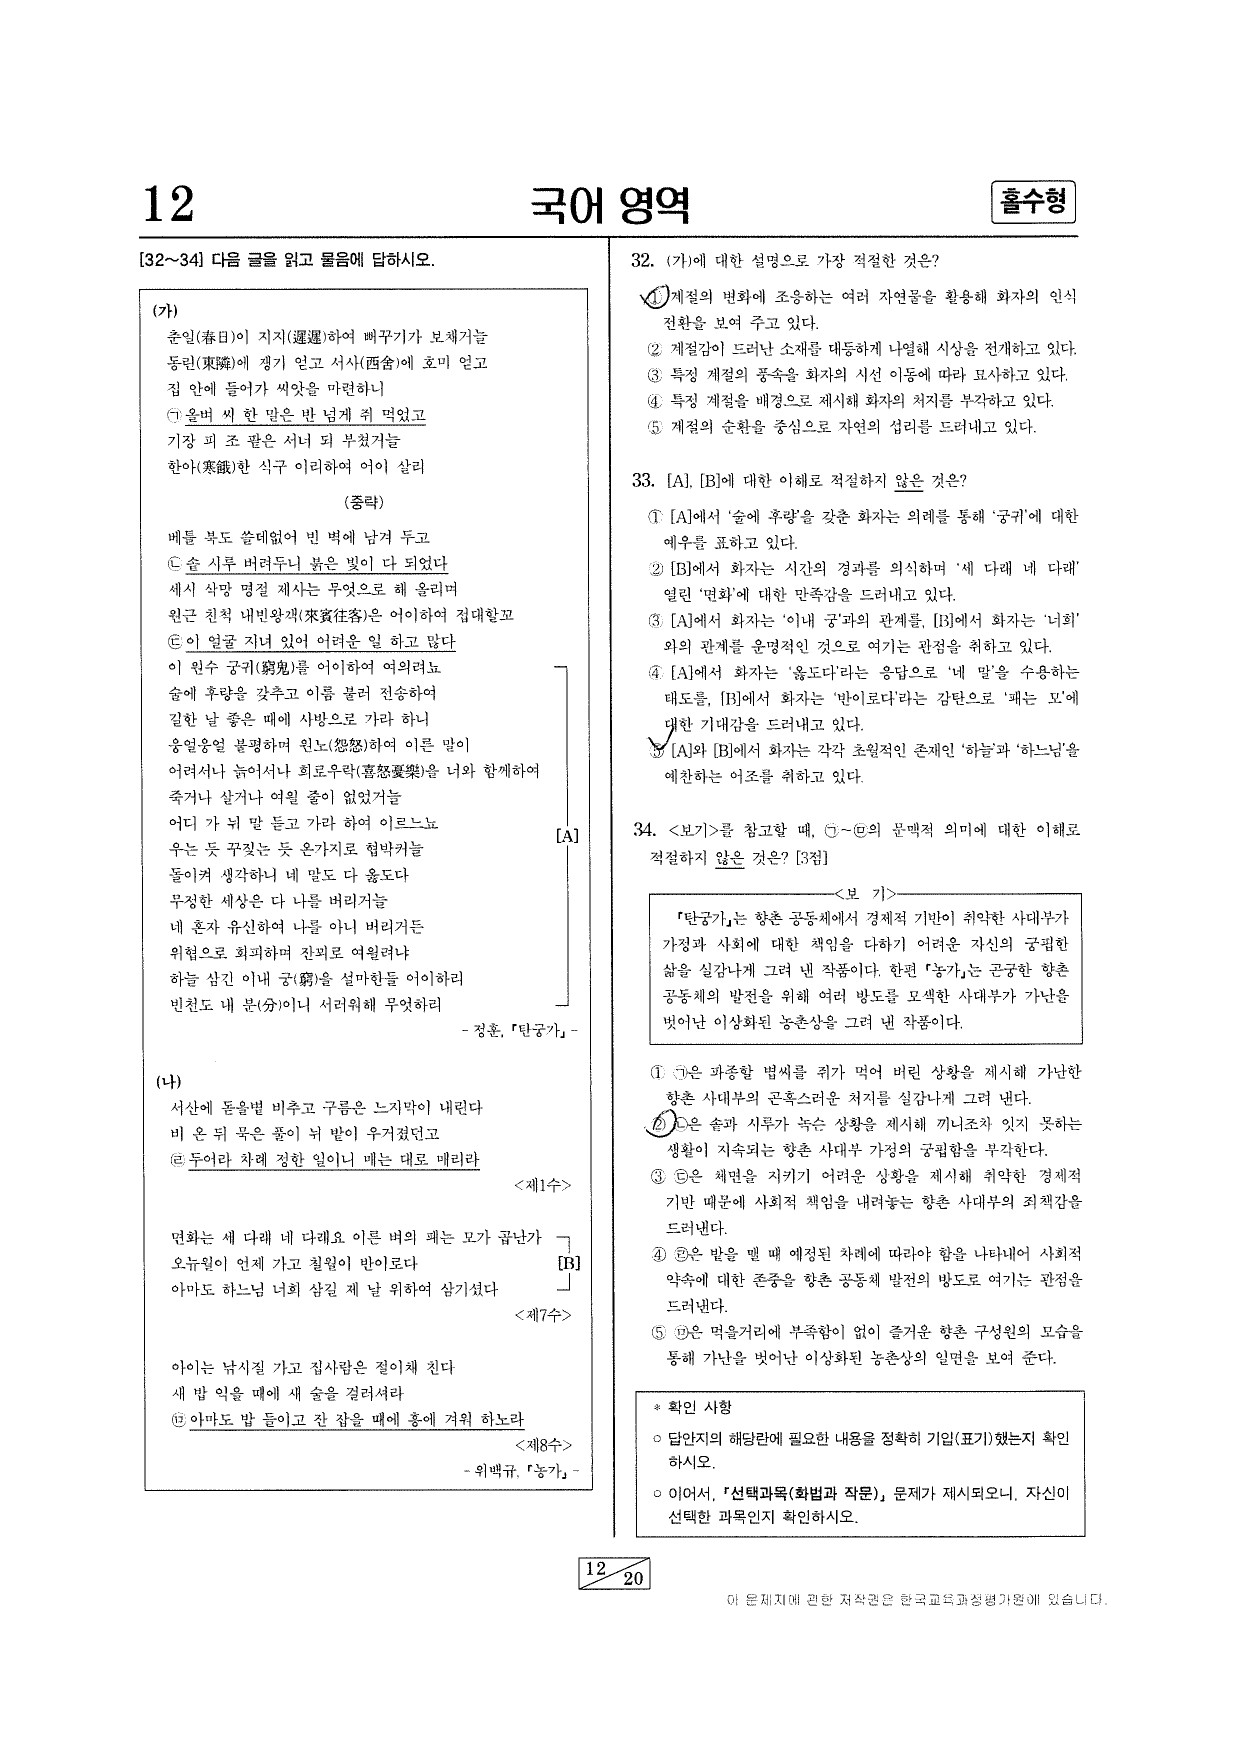 12
국어 영역
홀수형
[32~34] 다음 글을 읽고 물음에 답하시오.
(가)
춘일(春日)이 지지(遲遲)하여 뻐꾸기가 보채거늘
동린(東隣)에 쟁기 얻고 서사(西舍)에 호미 얻고
집 안에 들어가 씨앗을 마련하니
㉠올벼 씨 한 말은 반 넘게 쥐 먹었고
기장 피 조 팥은 서너 되 부쳤거늘
한아(寒餓)한 식구 이리하여 어이 살리
(중략)
베틀 북도 쓸데없어 빈 벽에 남겨 두고
㉡솥 시루 버려두니 붉은 빛이 다 되었다
세시 삭망 명절 제사는 무엇으로 해 올리며
원근 친척 내빈왕객(來賓往客)은 어이하여 접대할꼬
㉢이 얼굴 지녀 있어 어려운 일 하고 많다
이 원수 궁귀(窮鬼)를 어이하여 여의려뇨
술에 후량을 갖추고 이름 불러 전송하여
길한 날 좋은 때에 사방으로 가라 하니
웅얼웅얼 불평하며 원노(怨怒)하여 이른 말이
어려서나 늙어서나 희로우락(喜怒憂樂)을 너와 함께하여
죽거나 살거나 여읠 줄이 없었거늘
어디 가 뉘 말 듣고 가라 하여 이르느뇨
우는 듯 꾸짖는 듯 온가지로 협박커늘
돌이켜 생각하니 네 말도 다 옳도다
무정한 세상은 다 나를 버리거늘
네 혼자 유신하여 나를 아니 버리거든
위협으로 회피하며 잔꾀로 여읠려냐
하늘 삼긴 이내 궁(窮)을 설마한들 어이하리
빈천도 내 분(分)이니 서러워해 무엇하리
[A]
- 정훈, 『탄궁가』 -
(나)
서산에 돋을볕 비추고 구름은 느지막이 내린다
비 온 뒤 묵은 풀이 뉘 밭이 우거졌던고
㉣두어라 차례 정한 일이니 매는 대로 매리라
<제1수>
면화는 세 다래 네 다래요 이른 벼의 패는 모가 곱난가
오뉴월이 언제 가고 칠월이 반이로다
아마도 하느님 너희 삼길 제 날 위하여 삼기셨다
[B]
<제7수>
아이는 낚시질 가고 집사람은 절이채 친다
새 밥 익을 때에 새 술을 걸러셔라
㉤아마도 밥 들이고 잔 잡을 때에 흥에 겨워 하노라
<제8수>
- 위백규, 『농가』 -
32. (가)에 대한 설명으로 가장 적절한 것은?
① 계절의 변화에 조응하는 여러 자연물을 활용해 화자의 인식
전환을 보여 주고 있다.
② 계절감이 드러난 소재를 대등하게 나열해 시상을 전개하고 있다.
③ 특정 계절의 풍속을 화자의 시선 이동에 따라 묘사하고 있다.
④ 특정 계절을 배경으로 제시해 화자의 처지를 부각하고 있다.
⑤ 계절의 순환을 중심으로 자연의 섭리를 드러내고 있다.
33. [A], [B]에 대한 이해로 적절하지 않은 것은?
① [A]에서 ‘술에 후량’을 갖춘 화자는 의례를 통해 ‘궁귀’에 대한
예우를 표하고 있다.
② [B]에서 화자는 시간의 경과를 의식하며 ‘세 다래 네 다래’
열린 ‘면화’에 대한 만족감을 드러내고 있다.
③ [A]에서 화자는 ‘이내 궁’과의 관계를, [B]에서 화자는 ‘너희’
와의 관계를 운명적인 것으로 여기는 관점을 취하고 있다.
④ [A]에서 화자는 ‘옳도다’라는 응답으로 ‘네 말’을 수용하는
태도를, [B]에서 화자는 ‘반이로다’라는 감탄으로 ‘패는 모’에
대한 기대감을 드러내고 있다.
⑤ [A]와 [B]에서 화자는 각각 초월적인 존재인 ‘하늘’과 ‘하느님’을
예찬하는 어조를 취하고 있다.
34. <보기>를 참고할 때, ㉠~㉤의 문맥적 의미에 대한 이해로
적절하지 않은 것은? [3점]
<보 기>
『탄궁가』는 향촌 공동체에서 경제적 기반이 취약한 사대부가
가정과 사회에 대한 책임을 다하기 어려운 자신의 궁핍한
삶을 실감나게 그려 낸 작품이다. 한편 『농가』는 곤궁한 향촌
공동체의 발전을 위해 여러 방도를 모색한 사대부가 가난을
벗어난 이상화된 농촌상을 그려 낸 작품이다.
① ㉠은 파종할 볍씨를 쥐가 먹어 버린 상황을 제시해 가난한
향촌 사대부의 곤혹스러운 처지를 실감나게 그려 낸다.
② ㉡은 솥과 시루가 녹슨 상황을 제시해 끼니조차 잇지 못하는
생활이 지속되는 향촌 사대부 가정의 궁핍함을 부각한다.
③ ㉢은 체면을 지키기 어려운 상황을 제시해 취약한 경제적
기반 때문에 사회적 책임을 내려놓는 향촌 사대부의 죄책감을
드러낸다.
④ ㉣은 밭을 맬 때 예정된 차례에 따라야 함을 나타내어 사회적
약속에 대한 존중을 향촌 공동체 발전의 방도로 여기는 관점을
드러낸다.
⑤ ㉤은 먹을거리에 부족함이 없이 즐거운 향촌 구성원의 모습을
통해 가난을 벗어난 이상화된 농촌상의 일면을 보여 준다.
* 확인 사항
○ 답안지의 해당란에 필요한 내용을 정확히 기입(표기)했는지 확인
하시오.
○ 이어서, 「선택과목(화법과 작문)」 문제가 제시되오니, 자신이
선택한 과목인지 확인하시오.
12
20
이 문제지에 관한 저작권은 한국교육과정평가원에 있습니다.